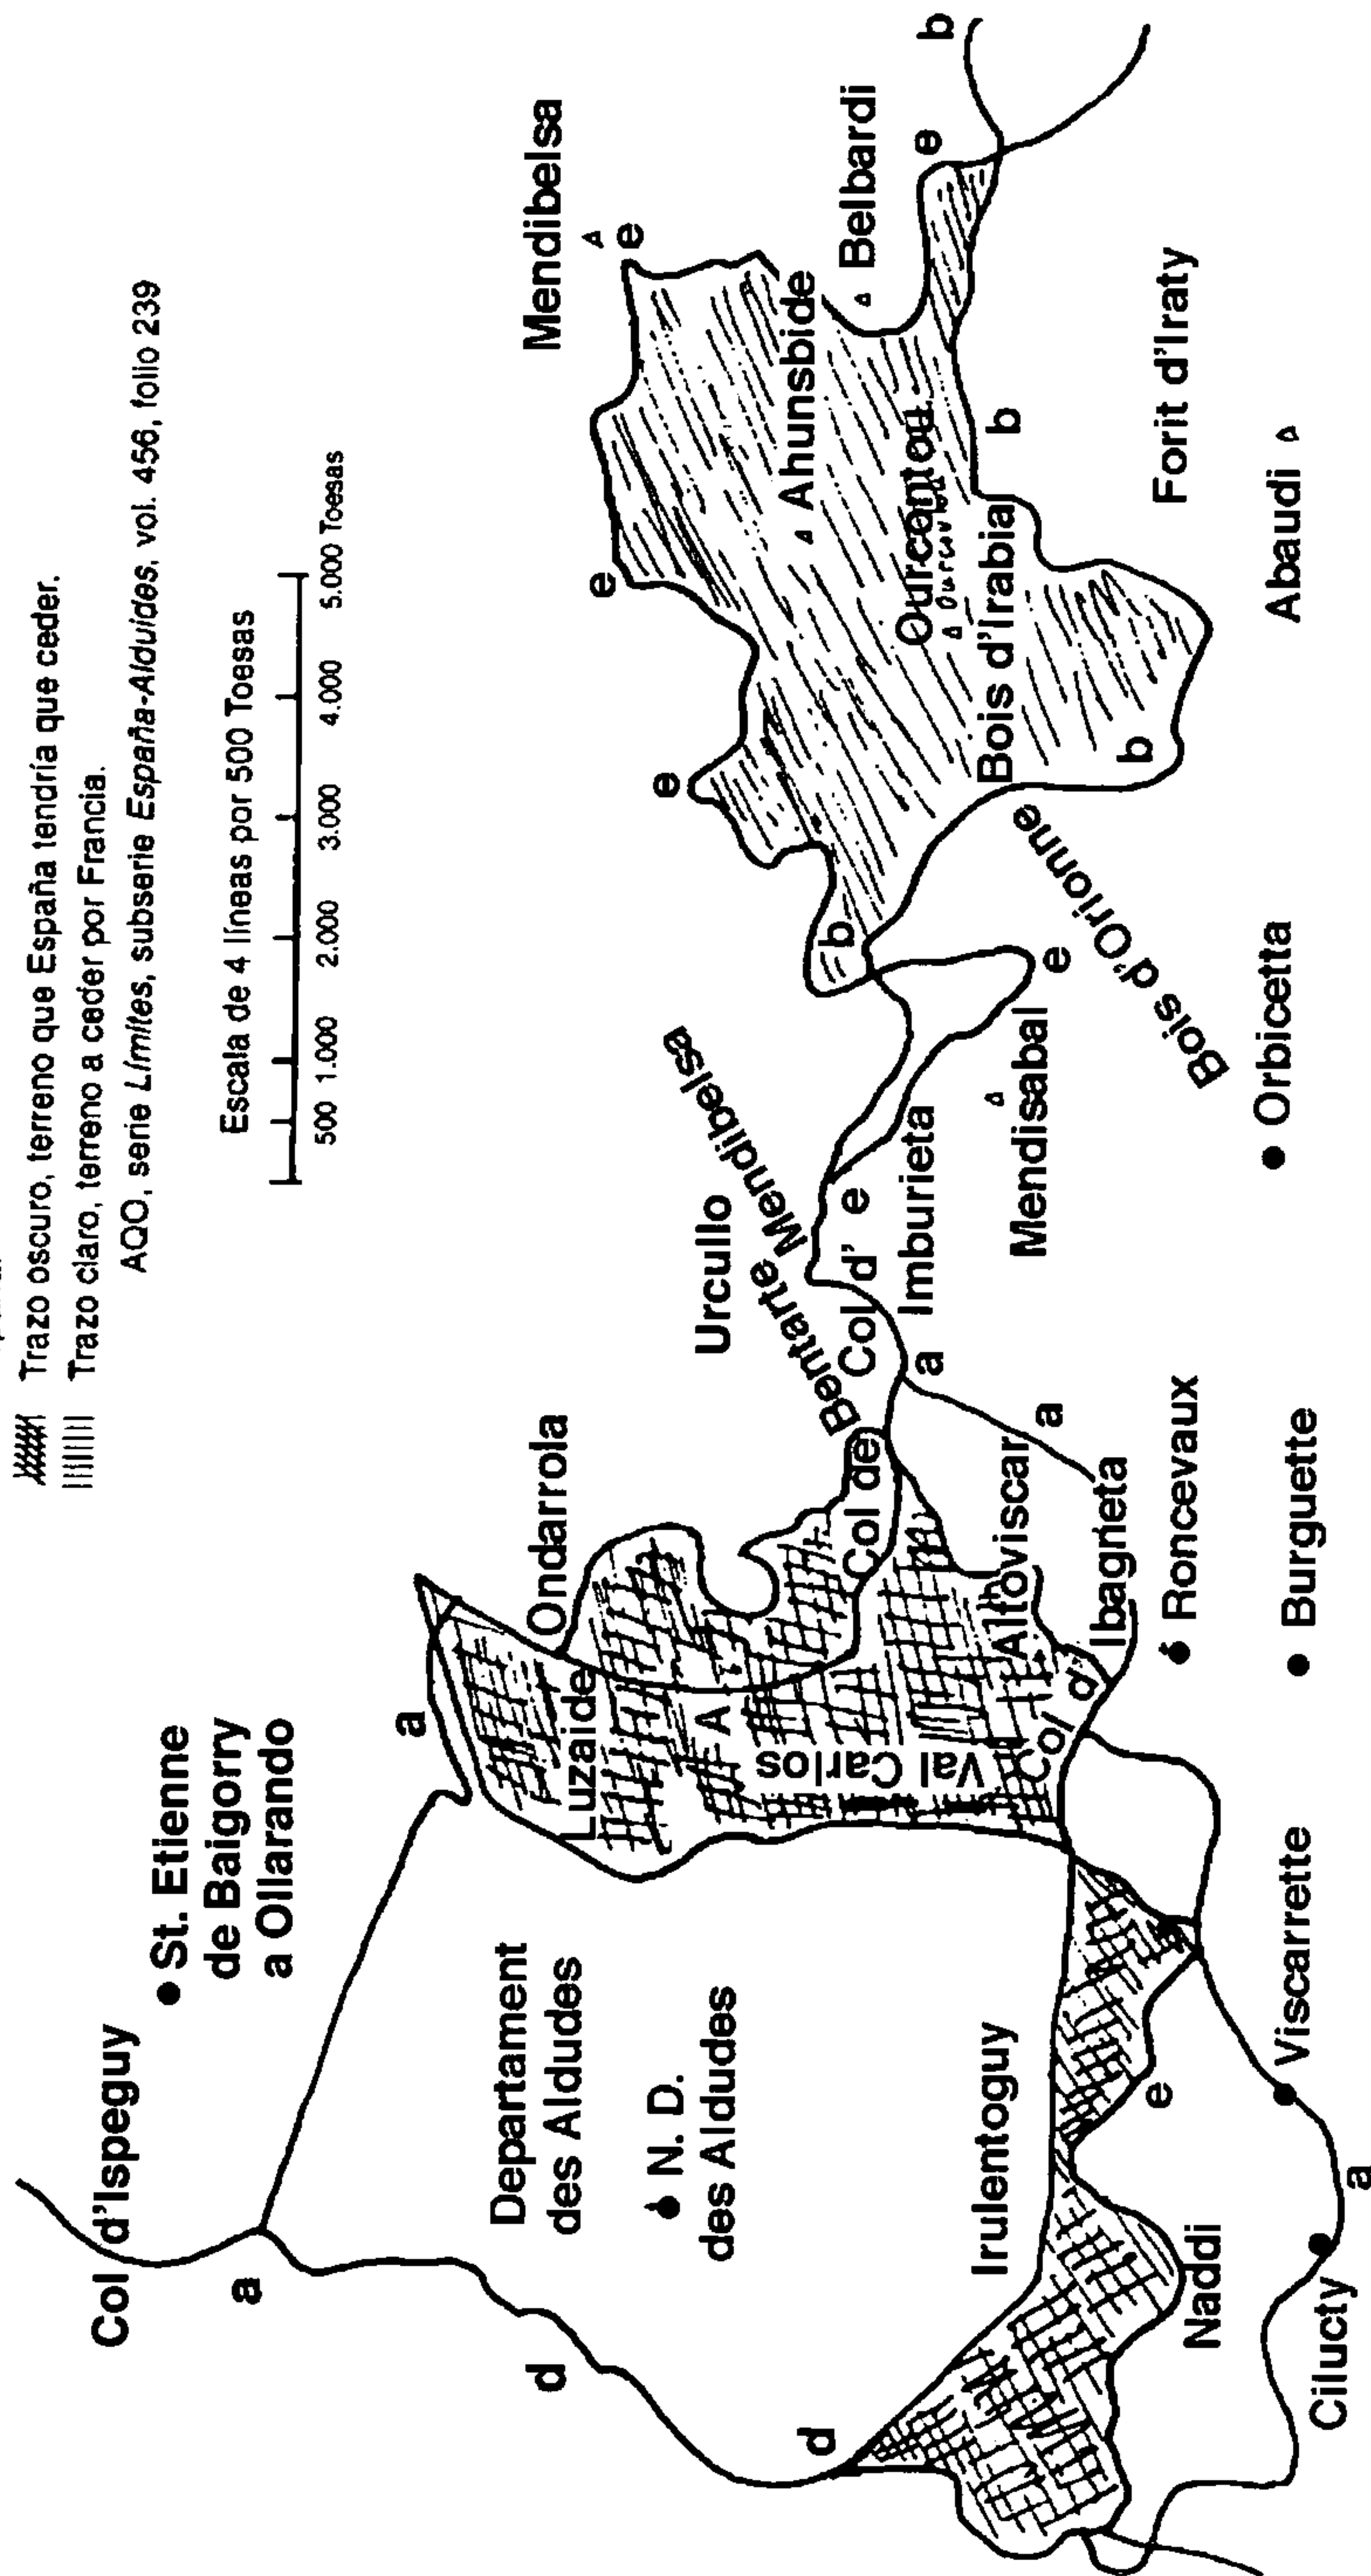 Trazo oscuro, terreno que España tendría que ceder.
Trazo claro, terreno a ceder por Francia.
AQO, serie Límites, subserie España-Alduides, vol. 456, folio 239
Escala de 4 líneas por 500 Toesas
500 1.000 2.000 3.000 4.000 5.000 Toesas
Col d'Ispeguy
a
St. Etienne
de Baigorry
a Ollarando
a
d
Departament
des Aldudes
N. D.
des Aldudes
d
Irulentoguy
Naddi
e
Cilucty
a
Viscarrette
Luzaide
A
Val Carlos
Ondarrola
Col d'
Ibagneta
Altoviscar
Col de
Bentarte
Mendibelsa
Urcullo
a
a
Roncevaux
Burguette
Col d'
Imburieta
e
Mendisabal
e
Orbicetta
Bois d'Orionne
b
e
e
Mendibelsa
e
Ahunsbide
Belbardi
e
b
Ourcontou
Bois d'Irabia
b
b
Forit d'Iraty
Abaudi